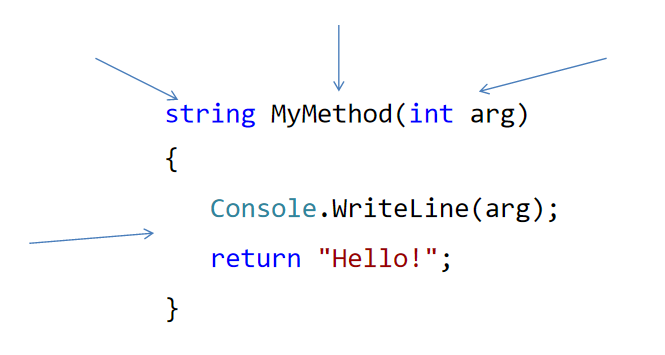 string MyMethod(int arg)
{
Console.WriteLine(arg);
return "Hello!";
}